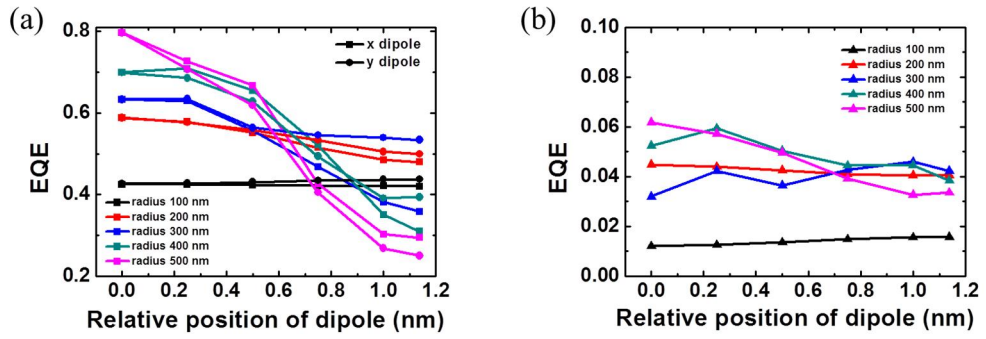 (a)
0.8
0.6
0.4
0.2
EQE
x dipole
y dipole
radius 100 nm
radius 200 nm
radius 300 nm
radius 400 nm
radius 500 nm
0.0 0.2 0.4 0.6 0.8 1.0 1.2
Relative position of dipole (nm)
(b)
0.10
0.08
0.06
0.04
0.02
0.00
EQE
radius 100 nm
radius 200 nm
radius 300 nm
radius 400 nm
radius 500 nm
0.0 0.2 0.4 0.6 0.8 1.0 1.2
Relative position of dipole (nm)